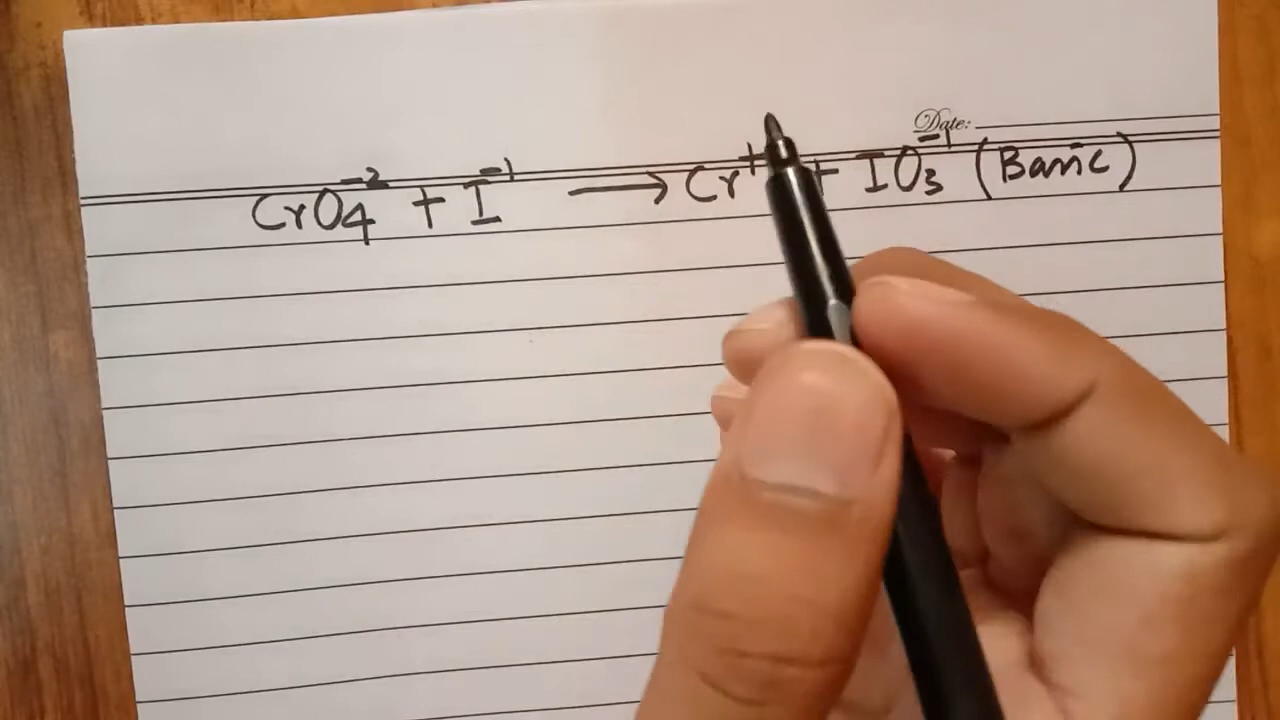 Date:
CrO4^-2 + I^-1 → Cr^+ + IO3^-1 (Basic)